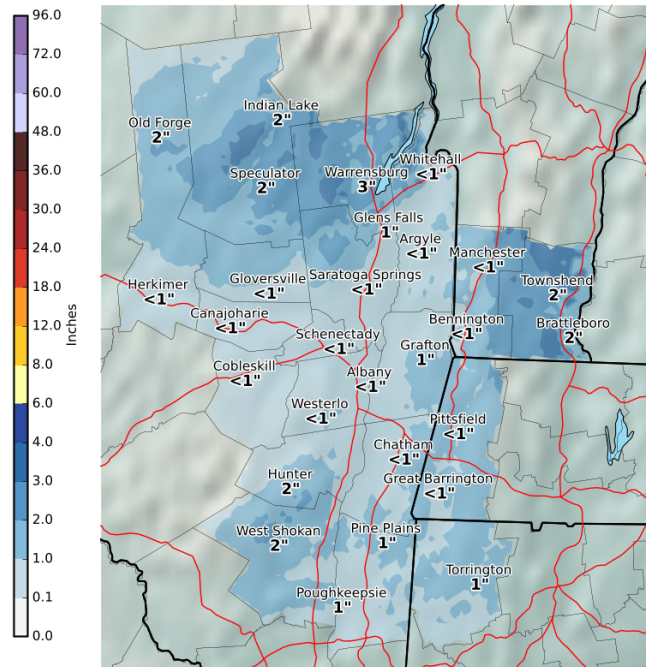 96.0
72.0
60.0
48.0
36.0
30.0
24.0
18.0
12.0
8.0
6.0
4.0
3.0
2.0
1.0
0.1
0.0
Inches
Indian Lake
2"
Old Forge
2"
Whitehall
<1"
Speculator
2"
Warrensburg
3"
Glens Falls
1"
Argyle
<1"
Manchester
<1"
Saratoga Springs
<1"
Gloversville
<1"
Herkimer
<1"
Townshend
2"
Canajoharie
<1"
Bennington
<1"
Brattleboro
2"
Schenectady
<1"
Grafton
1"
Cobleskill
<1"
Albany
<1"
Westerlo
<1"
Pittsfield
<1"
Chatham
<1"
Hunter
2"
Great Barrington
<1"
West Shokan
2"
Pine Plains
1"
Torrington
1"
Poughkeepsie
1"